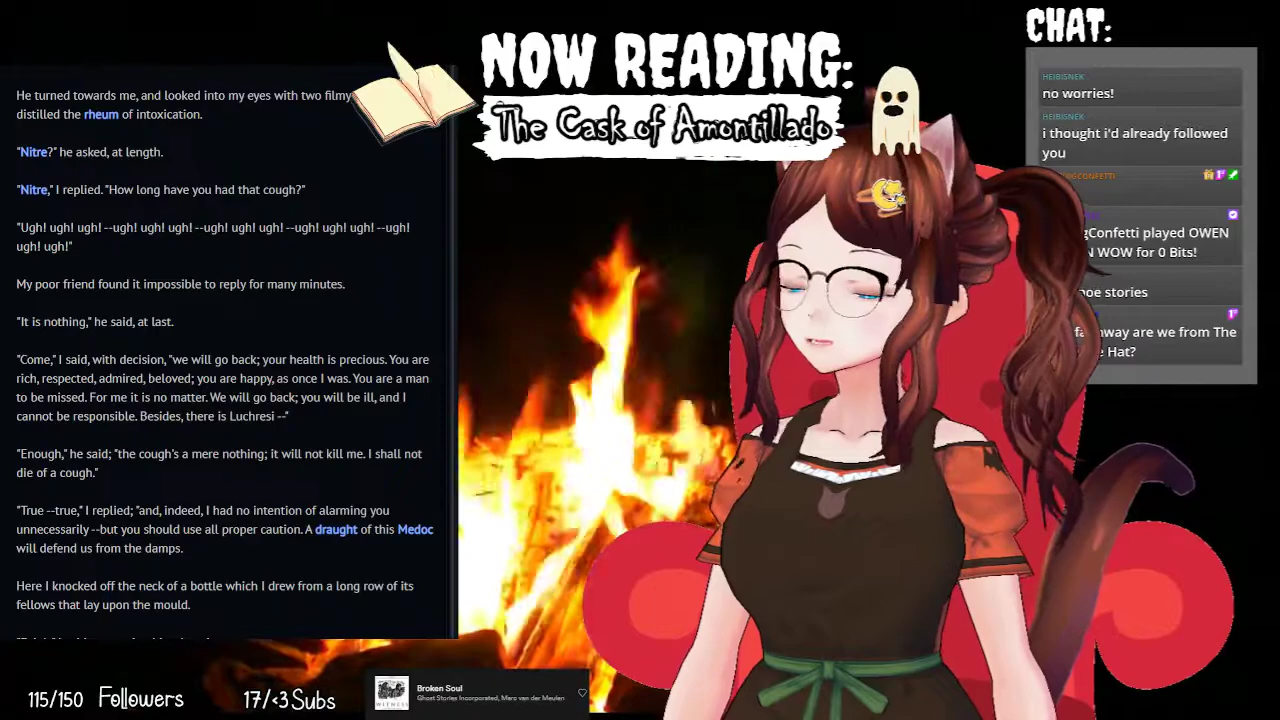 NOW READING:
The Cask of Amontillado
CHAT:
He turned towards me, and looked into my eyes with two filmy
distilled the rheum of intoxication.
"Nitre?" he asked, at length.
"Nitre," I replied. "How long have you had that cough?"
"Ugh! ugh! ugh! --ugh! ugh! ugh! --ugh! ugh! ugh! --ugh! ugh! ugh! --ugh!
ugh! ugh!"
My poor friend found it impossible to reply for many minutes.
"It is nothing," he said, at last.
"Come," I said, with decision, "we will go back; your health is precious. You are
rich, respected, admired, beloved; you are happy, as once I was. You are a man
to be missed. For me it is no matter. We will go back; you will be ill, and I
cannot be responsible. Besides, there is Luchresi --"
"Enough," he said; "the cough's a mere nothing; it will not kill me. I shall not
die of a cough."
"True --true," I replied; "and, indeed, I had no intention of alarming you
unnecessarily --but you should use all proper caution. A draught of this Medoc
will defend us from the damps.
Here I knocked off the neck of a bottle which I drew from a long row of its
fellows that lay upon the mould.
HEIBISNEK
no worries!
HEIBISNEK
i thought i'd already followed
you
gConfetti played OWEN
WOW for 0 Bits!
poe stories
away are we from The
Hat?
115/150 Followers
17/<3 Subs
WITNESS
Broken Soul
Ghost Stories Incorporated, Marc van der Meulen